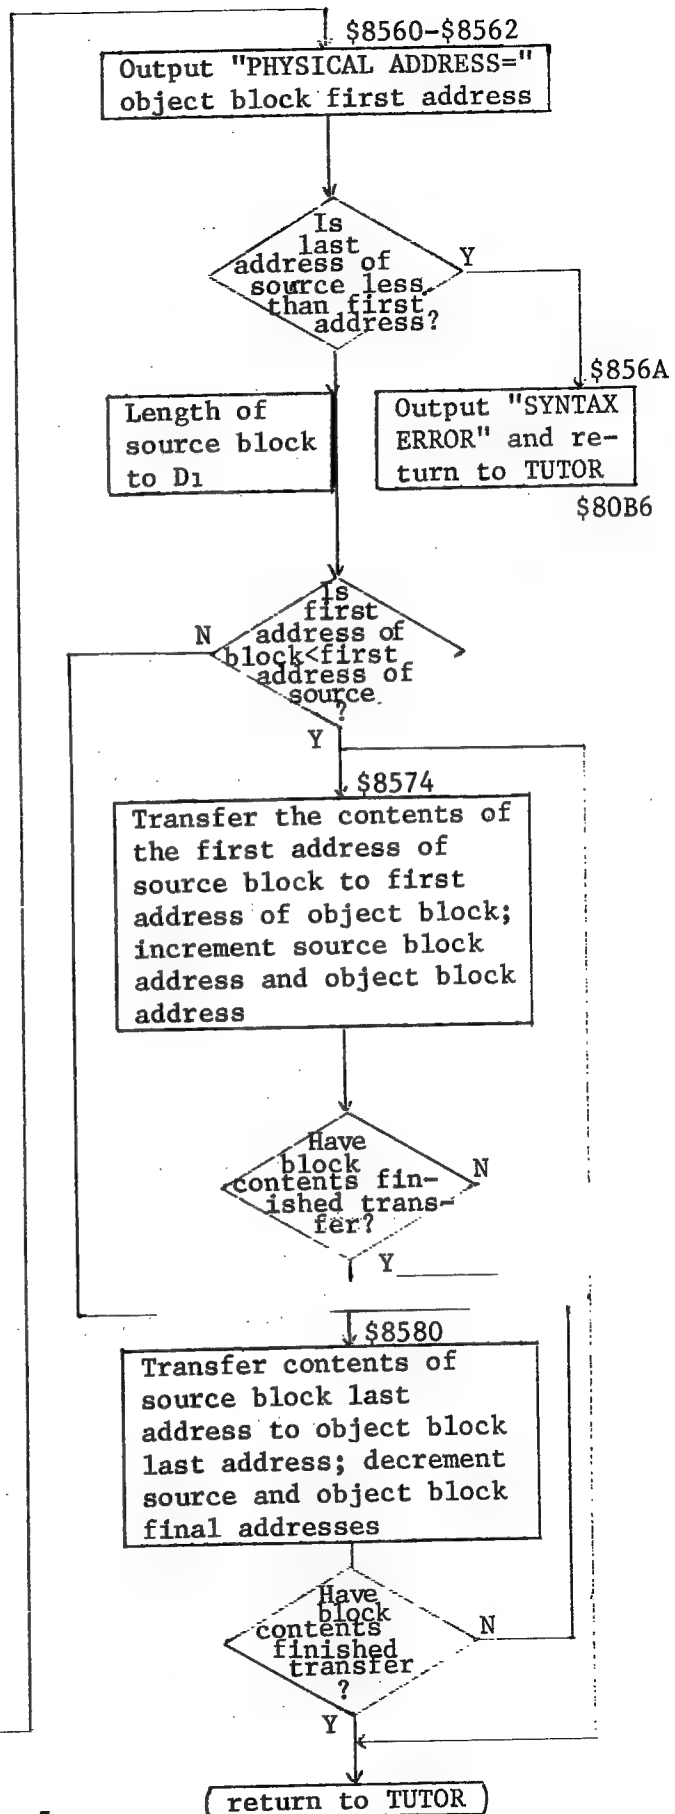 $8560-$8562
Output "PHYSICAL ADDRESS="
object block first address
Is
last
address of
source less
than first
address?
Y
$856A
Length of
source block
to D1
Output "SYNTAX
ERROR" and re-
turn to TUTOR
$80B6
Is
first
address of
block<first
address of
source
?
N
Y
$8574
Transfer the contents of
the first address of
source block to first
address of object block;
increment source block
address and object block
address
Have
block
contents fin-
ished trans-
fer?
N
Y
$8580
Transfer contents of
source block last
address to object block
last address; decrement
source and object block
final addresses
Have
block
contents
finished
transfer
?
N
Y
return to TUTOR